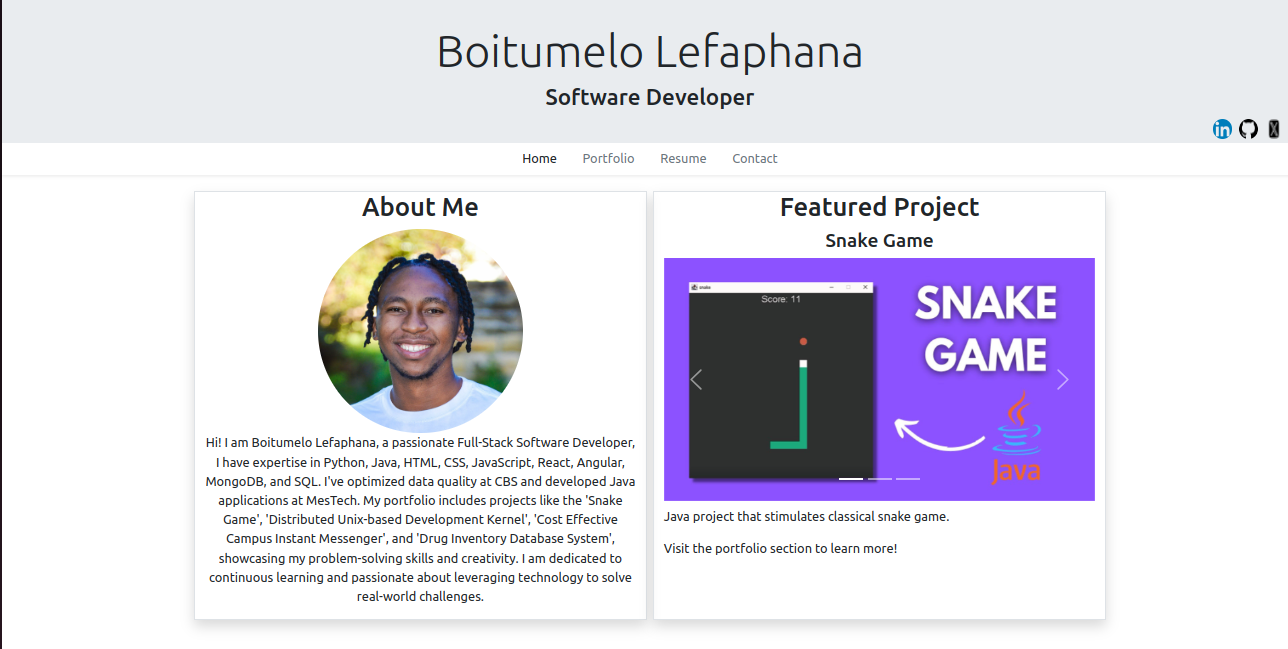 Boitumelo Lefaphana
Software Developer
in
X
Home Portfolio Resume Contact
About Me
Hi! I am Boitumelo Lefaphana, a passionate Full-Stack Software Developer,
I have expertise in Python, Java, HTML, CSS, JavaScript, React, Angular,
MongoDB, and SQL. I've optimized data quality at CBS and developed Java
applications at MesTech. My portfolio includes projects like the 'Snake
Game', 'Distributed Unix-based Development Kernel', 'Cost Effective
Campus Instant Messenger', and 'Drug Inventory Database System',
showcasing my problem-solving skills and creativity. I am dedicated to
continuous learning and passionate about leveraging technology to solve
real-world challenges.
Featured Project
Snake Game
snake
Score: 11
SNAKE
GAME
Java
Java project that stimulates classical snake game.
Visit the portfolio section to learn more!